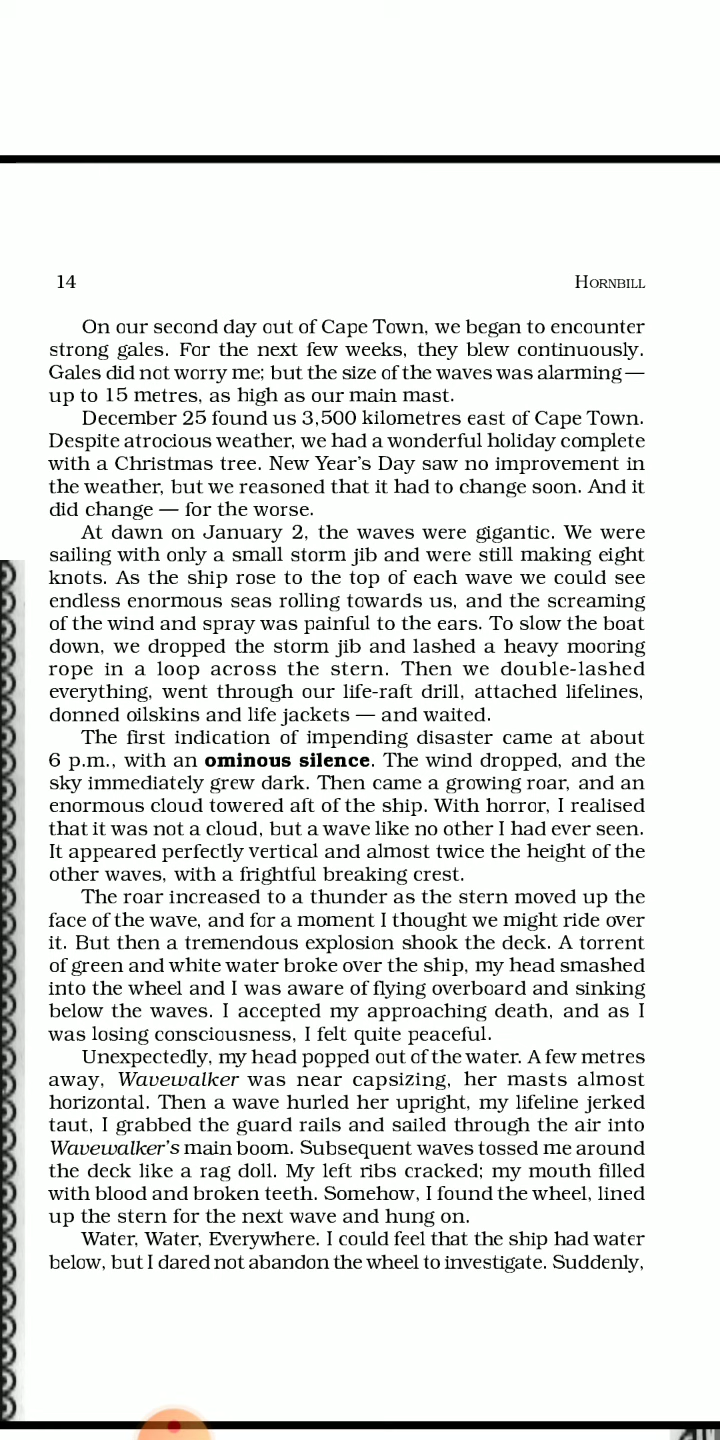 14
HORNBILL
On our second day out of Cape Town, we began to encounter
strong gales. For the next few weeks, they blew continuously.
Gales did not worry me; but the size of the waves was alarming —
up to 15 metres, as high as our main mast.
December 25 found us 3,500 kilometres east of Cape Town.
Despite atrocious weather, we had a wonderful holiday complete
with a Christmas tree. New Year's Day saw no improvement in
the weather, but we reasoned that it had to change soon. And it
did change — for the worse.
At dawn on January 2, the waves were gigantic. We were
sailing with only a small storm jib and were still making eight
knots. As the ship rose to the top of each wave we could see
endless enormous seas rolling towards us, and the screaming
of the wind and spray was painful to the ears. To slow the boat
down, we dropped the storm jib and lashed a heavy mooring
rope in a loop across the stern. Then we double-lashed
everything, went through our life-raft drill, attached lifelines,
donned oilskins and life jackets — and waited.
The first indication of impending disaster came at about
6 p.m., with an ominous silence. The wind dropped, and the
sky immediately grew dark. Then came a growing roar, and an
enormous cloud towered aft of the ship. With horror, I realised
that it was not a cloud, but a wave like no other I had ever seen.
It appeared perfectly vertical and almost twice the height of the
other waves, with a frightful breaking crest.
The roar increased to a thunder as the stern moved up the
face of the wave, and for a moment I thought we might ride over
it. But then a tremendous explosion shook the deck. A torrent
of green and white water broke over the ship, my head smashed
into the wheel and I was aware of flying overboard and sinking
below the waves. I accepted my approaching death, and as I
was losing consciousness, I felt quite peaceful.
Unexpectedly, my head popped out of the water. A few metres
away, Wavewalker was near capsizing, her masts almost
horizontal. Then a wave hurled her upright, my lifeline jerked
taut, I grabbed the guard rails and sailed through the air into
Wavewalker's main boom. Subsequent waves tossed me around
the deck like a rag doll. My left ribs cracked; my mouth filled
with blood and broken teeth. Somehow, I found the wheel, lined
up the stern for the next wave and hung on.
Water, Water, Everywhere. I could feel that the ship had water
below, but I dared not abandon the wheel to investigate. Suddenly,